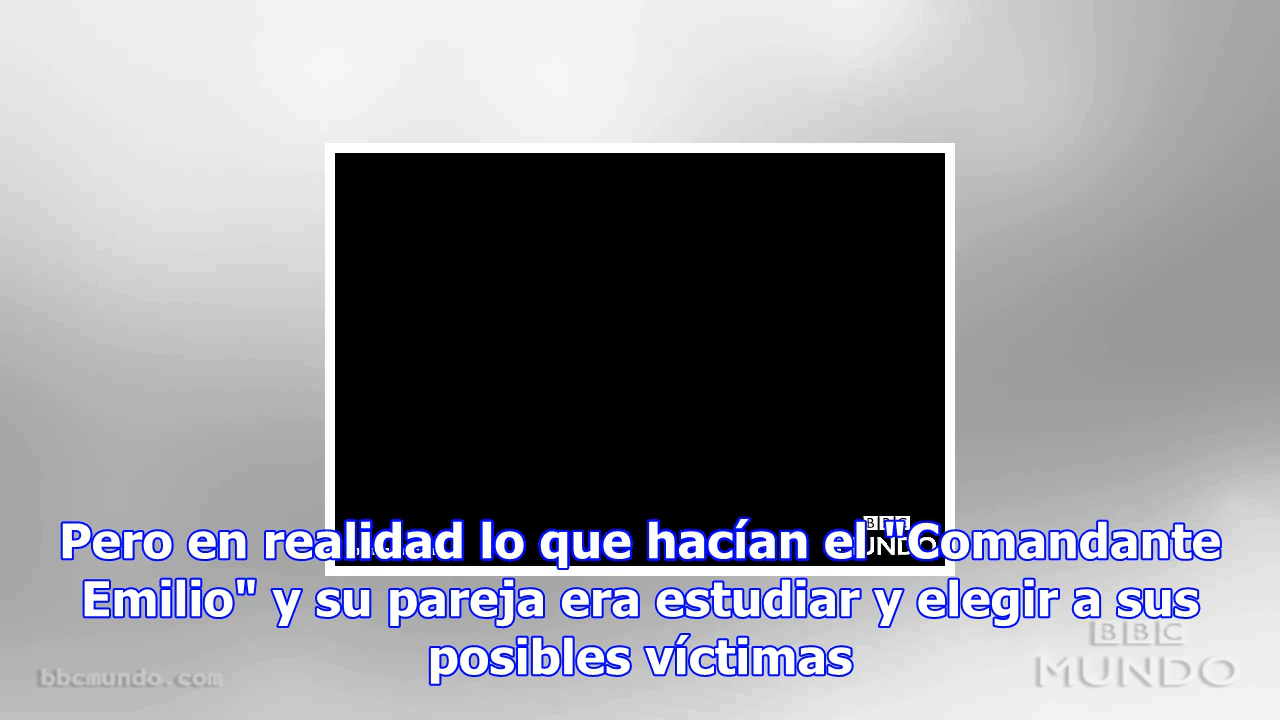 Pero en realidad lo que hacían el "Comandante
Emilio" y su pareja era estudiar y elegir a sus
posibles víctimas
BBC
MUNDO
bbcmundo.com